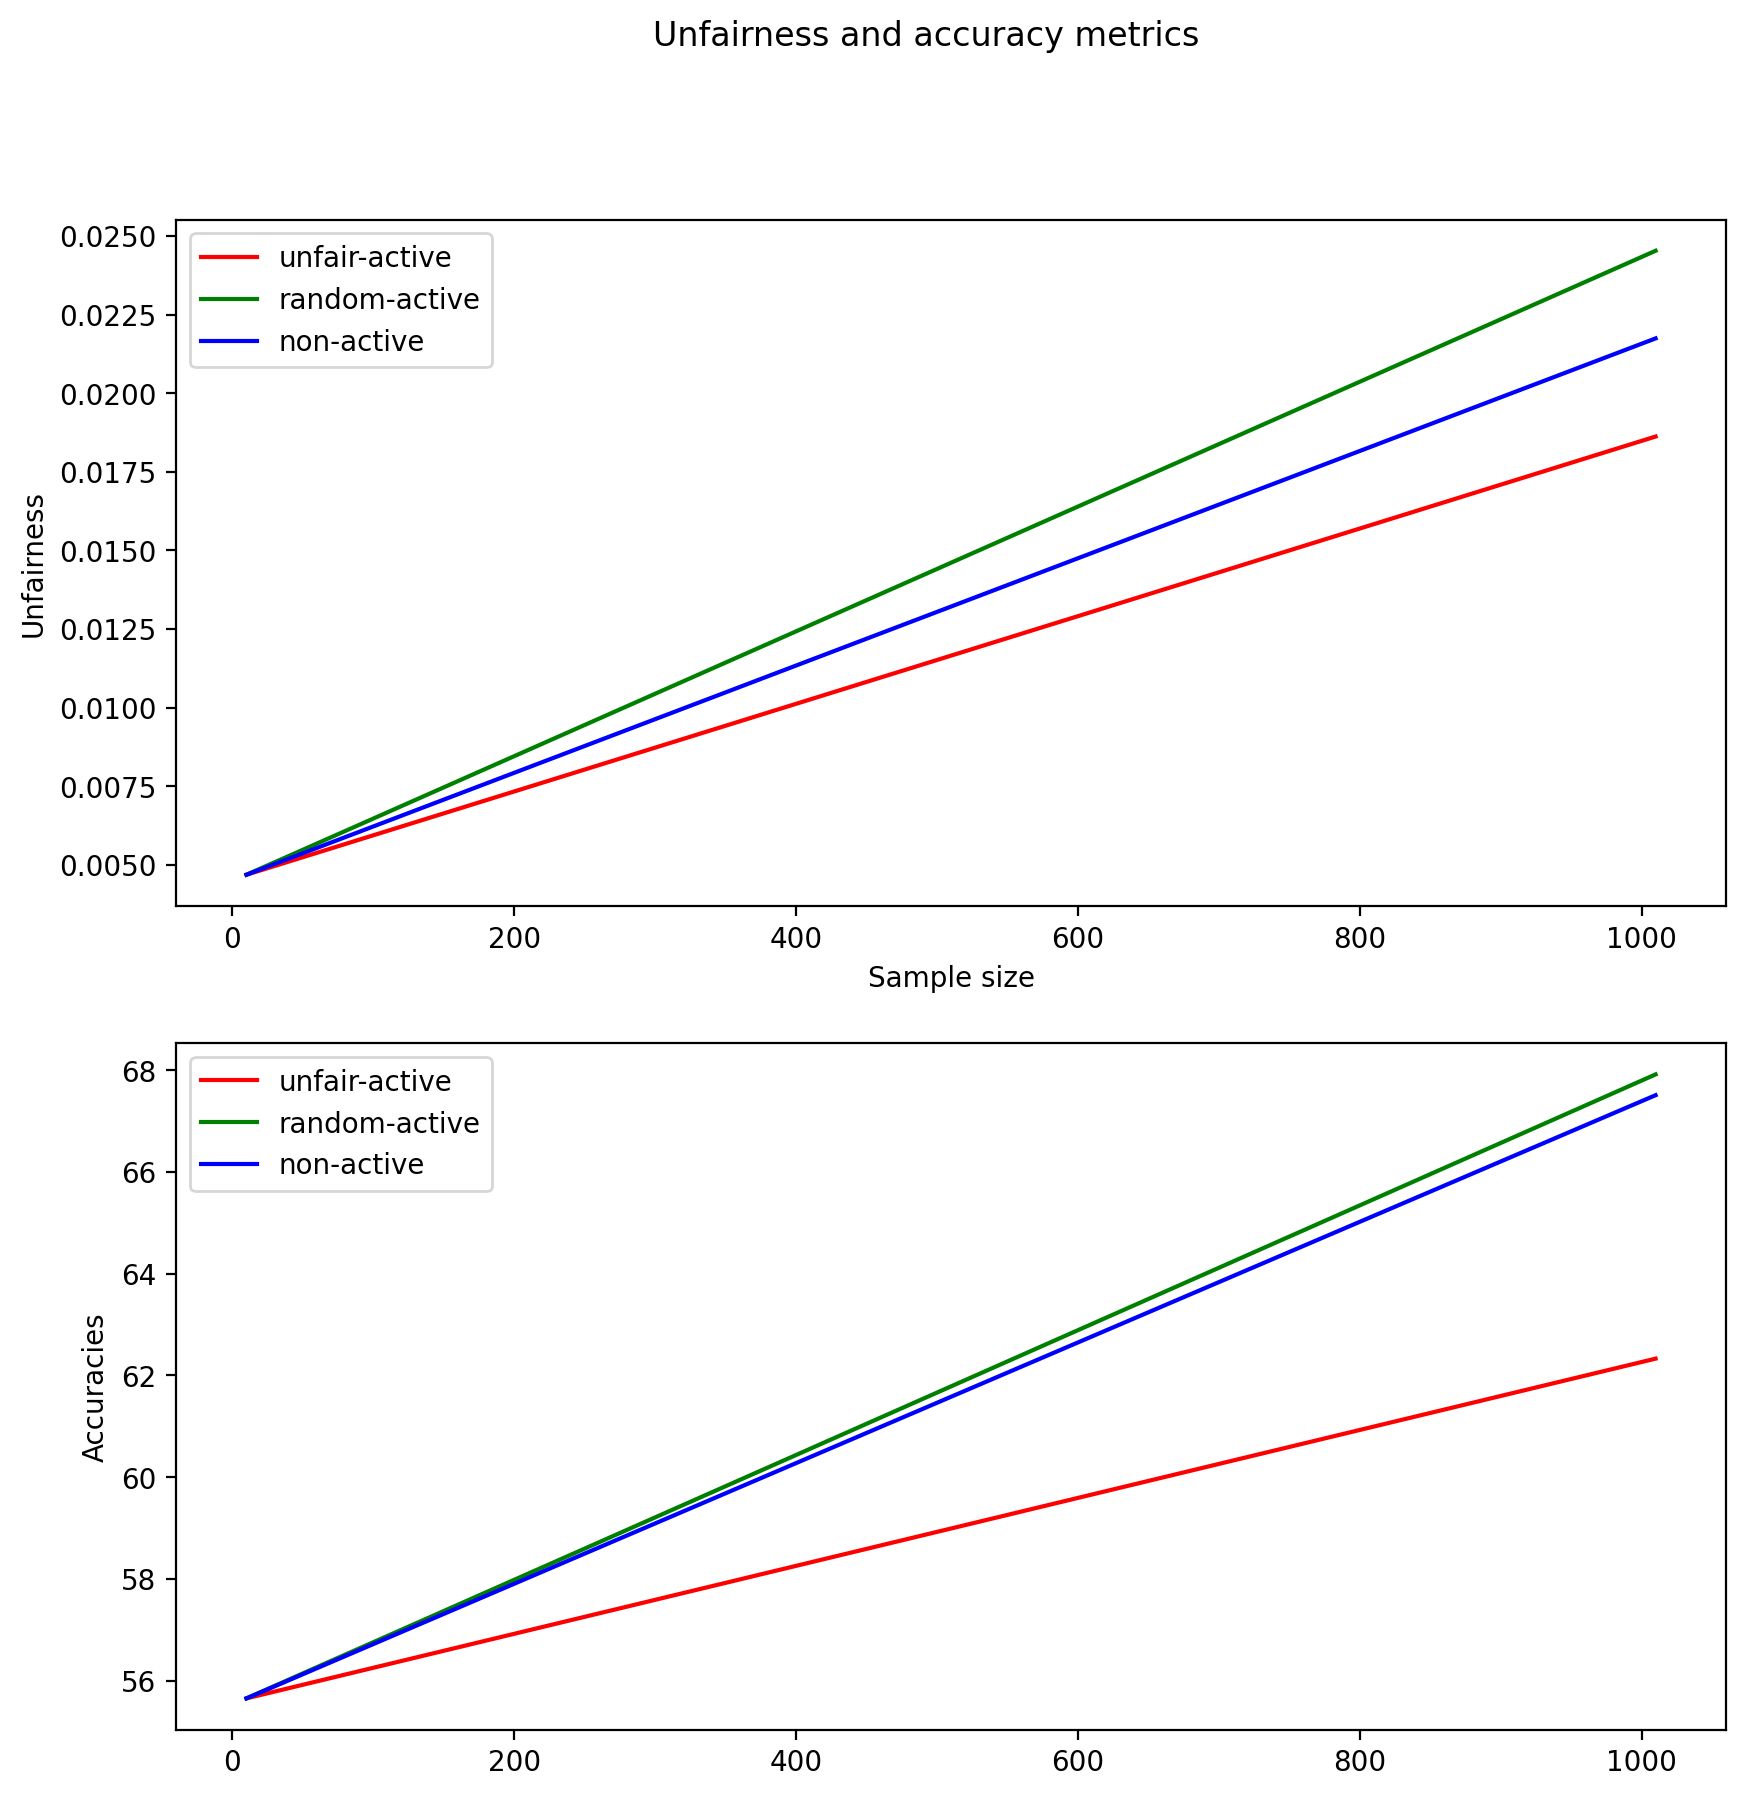 Unfairness and accuracy metrics
0.0250
0.0225
0.0200
0.0175
0.0150
0.0125
0.0100
0.0075
0.0050
Unfairness
unfair-active
random-active
non-active
0 200 400 600 800 1000
Sample size
68
66
64
62
60
58
56
Accuracies
unfair-active
random-active
non-active
0 200 400 600 800 1000